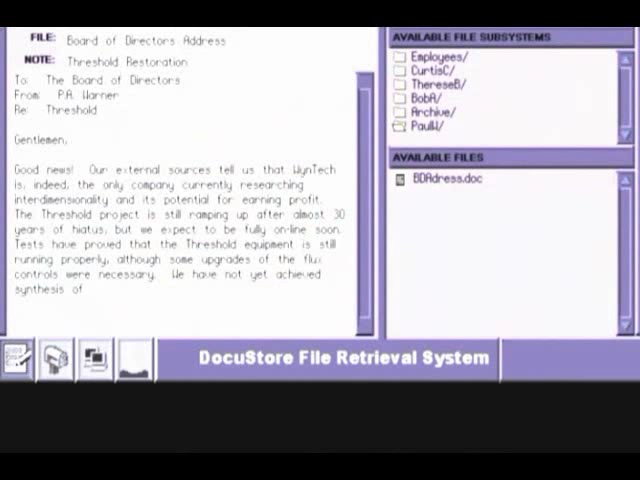 FILE: Board of Directors Address
NOTE: Threshold Restoration
To: The Board of Directors
From: P.A. Warner
Re: Threshold
Gentlemen,
Good news! Our external sources tell us that WynTech
is, indeed, the only company currently researching
interdimensionality and its potential for earning profit.
The Threshold project is still ramping up after almost 30
years of hiatus, but we expect to be fully on-line soon.
Tests have proved that the Threshold equipment is still
running properly, although some upgrades of the flux
controls were necessary. We have not yet achieved
synthesis of
AVAILABLE FILE SUBSYSTEMS
Employees/
CurtisC/
ThereseB/
BobA/
Archive/
PaulW/
AVAILABLE FILES
BDAdress.doc
DocuStore File Retrieval System